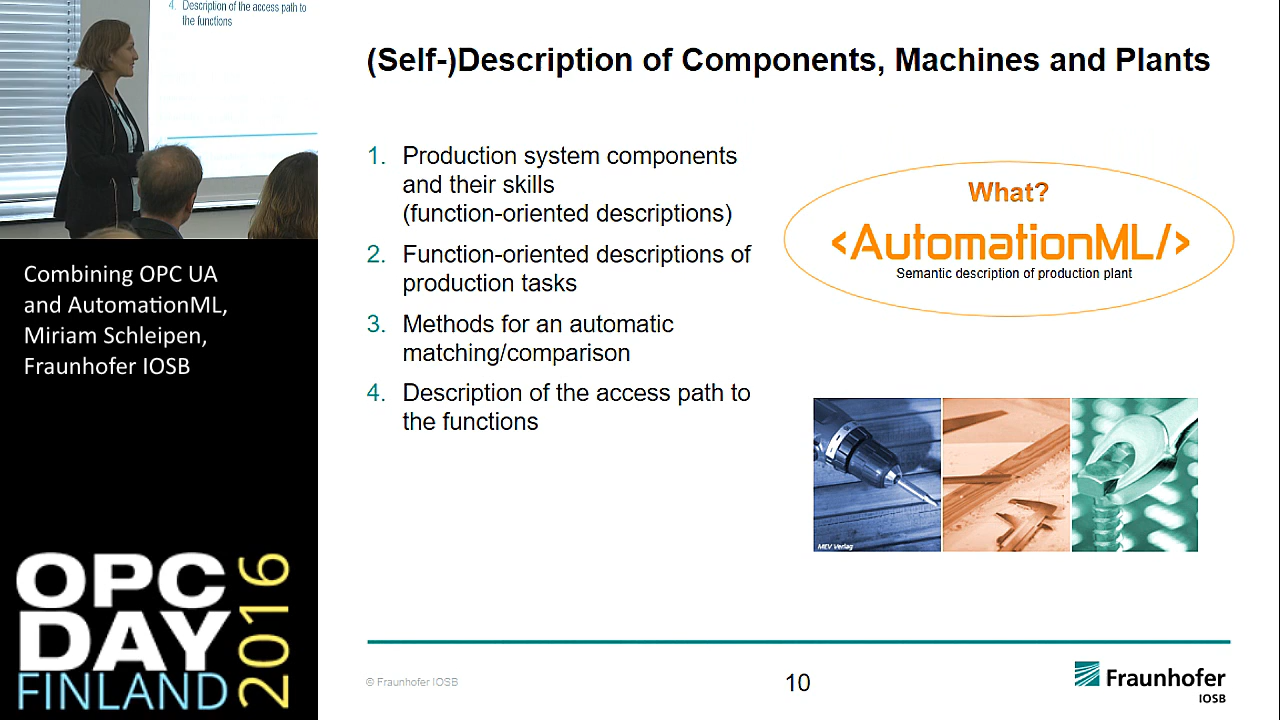 4. Description of the access path to
the functions
Combining OPC UA
and AutomationML,
Miriam Schleipen,
Fraunhofer IOSB
OPC
DAY
FINLAND
2016
(Self-)Description of Components, Machines and Plants
1. Production system components
and their skills
(function-oriented descriptions)
2. Function-oriented descriptions of
production tasks
3. Methods for an automatic
matching/comparison
4. Description of the access path to
the functions
What?
<AutomationML/>
Semantic description of production plant
MEV Verlag
© Fraunhofer IOSB
10
Fraunhofer
IOSB